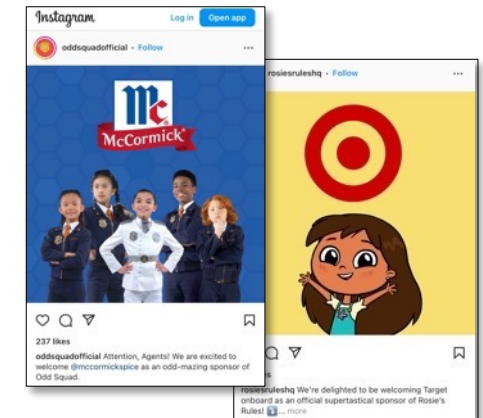 Instagram
Log in
Open app
oddsquadofficial • Follow
Mc
McCormick®
237 likes
oddsquadofficial Attention, Agents! We are excited to
welcome @mccormickspice as an odd-mazing sponsor of
Odd Squad.
rosiesruleshq • Follow
es
rosiesruleshq We're delighted to be welcoming Target
onboard as an official supertastical sponsor of Rosie's
Rules! ... more